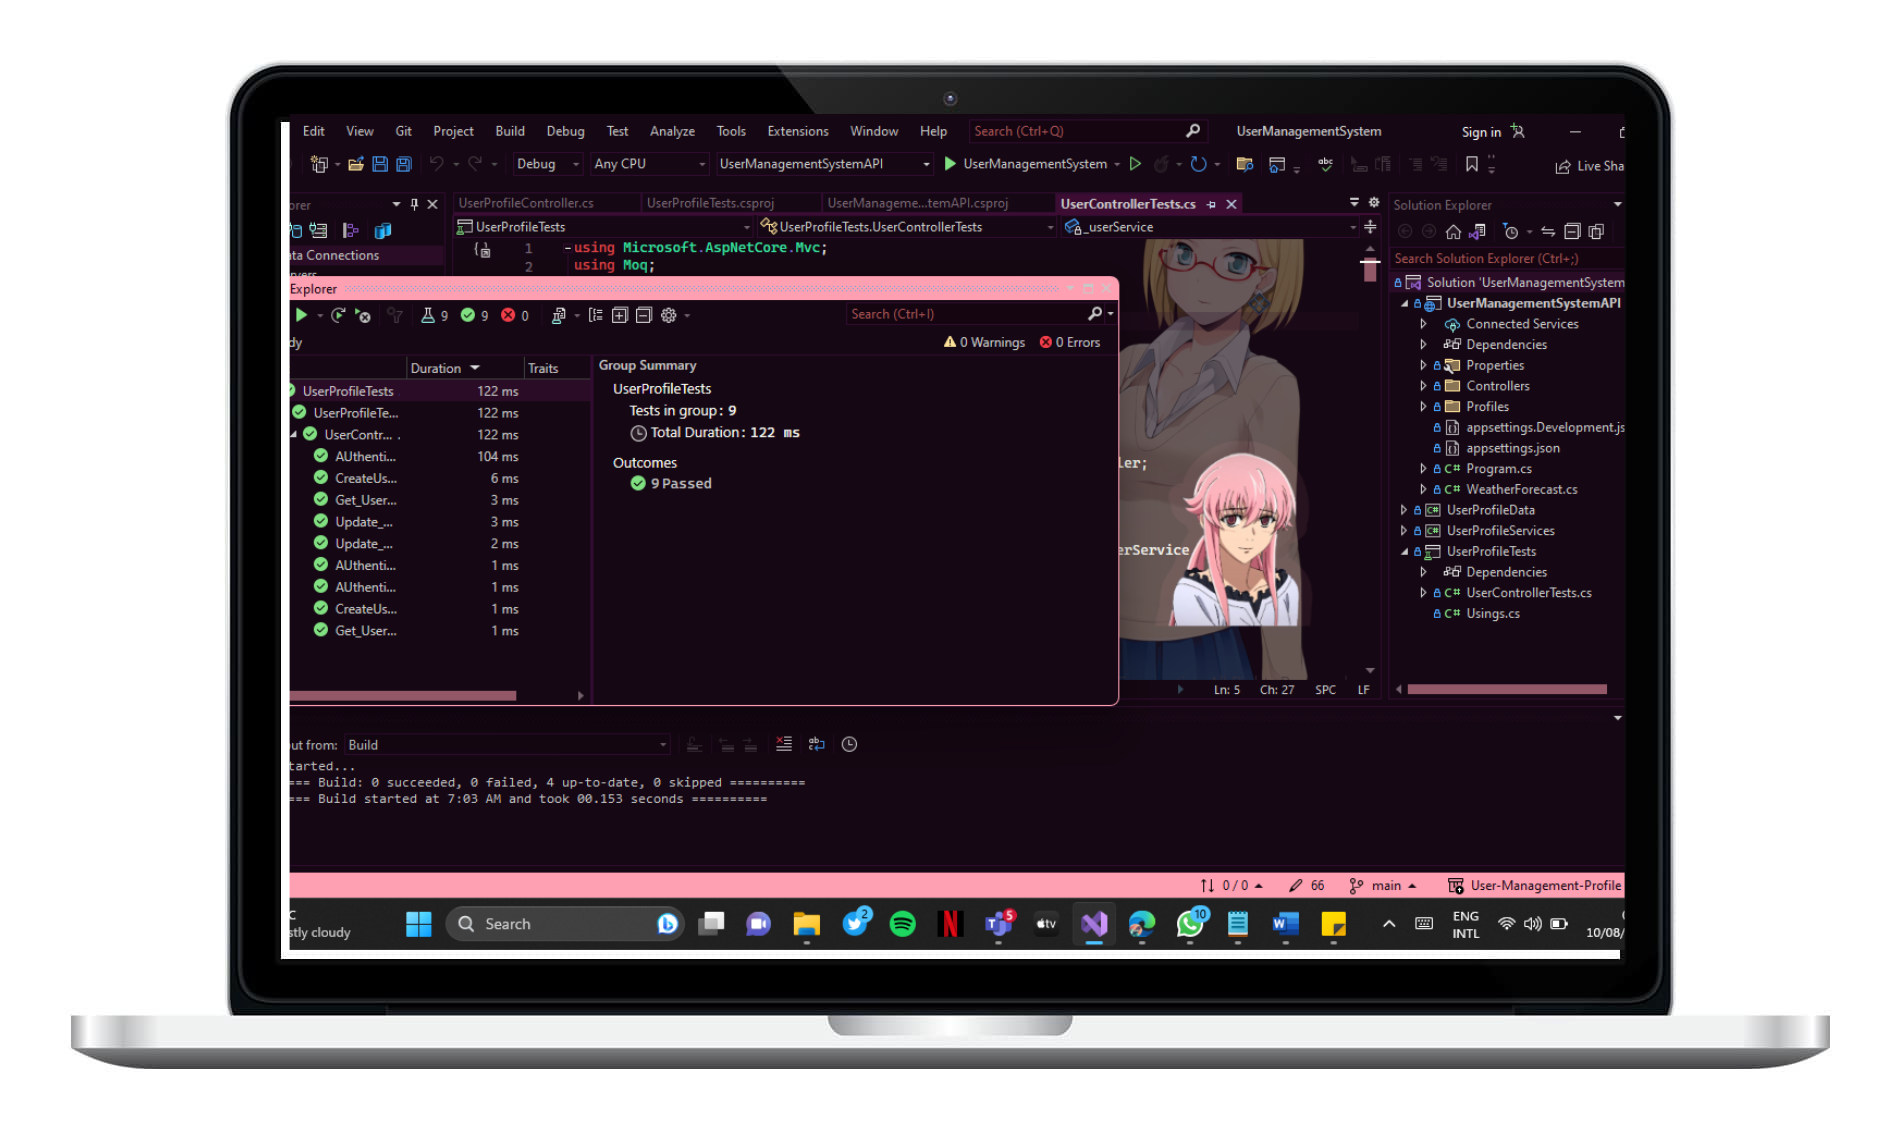 Edit View Git Project Build Debug Test Analyze Tools Extensions Window Help Search (Ctrl+Q) UserManagementSystem Sign in
Debug Any CPU UserManagementSystemAPI UserManagementSystem Live Sha
orer UserProfileController.cs UserProfileTests.csproj UserManageme...temAPI.csproj UserControllerTests.cs Solution Explorer
UserProfileTests UserProfileTests.UserControllerTests _userService
ata Connections 1 using Microsoft.AspNetCore.Mvc;
2 using Moq;
Search Solution Explorer (Ctrl+;)
Explorer
9 9 0 Search (Ctrl+I)
dy 0 Warnings 0 Errors
Duration Traits
UserProfileTests 122 ms
UserProfileTe... 122 ms
UserContr... 122 ms
AUthenti... 104 ms
CreateUs... 6 ms
Get_User... 3 ms
Update_... 3 ms
Update_... 2 ms
AUthenti... 1 ms
AUthenti... 1 ms
CreateUs... 1 ms
Get_User... 1 ms
Group Summary
UserProfileTests
Tests in group: 9
Total Duration: 122 ms
Outcomes
9 Passed
ler;
erService
Ln: 5 Ch: 27 SPC LF
Solution 'UserManagementSystem
UserManagementSystemAPI
Connected Services
Dependencies
Properties
Controllers
Profiles
appsettings.Development.js
appsettings.json
C# Program.cs
C# WeatherForecast.cs
C# UserProfileData
C# UserProfileServices
UserProfileTests
Dependencies
C# UserControllerTests.cs
C# Usings.cs
ut from: Build
tarted...
=== Build: 0 succeeded, 0 failed, 4 up-to-date, 0 skipped ==========
=== Build started at 7:03 AM and took 00.153 seconds ==========
0 / 0 66 main User-Management-Profile
C
stly cloudy Search 2 5 tv 10 ENG
INTL 10/08/